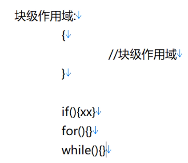 块级作用域:
{
//块级作用域
}
if(){xx}
for(){}
while(){}